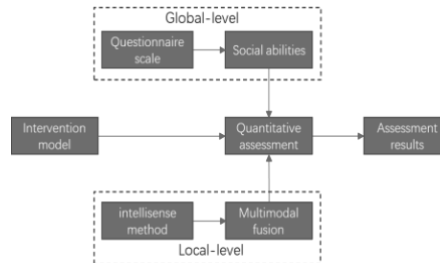 Global-level
Questionnaire
scale
Social abilities
Intervention
model
Quantitative
assessment
Assessment
results
intellisense
method
Multimodal
fusion
Local-level